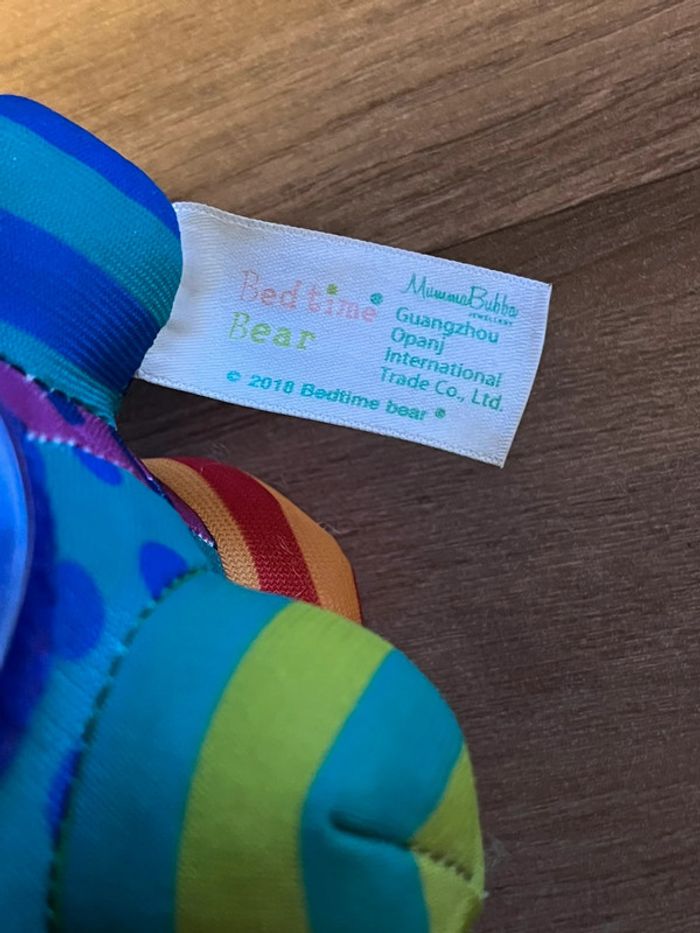 Bedtime®
Bear
© 2018 Bedtime bear ®
MummaBubba
JEWELLERY
Guangzhou
Opanj
International
Trade Co., Ltd.